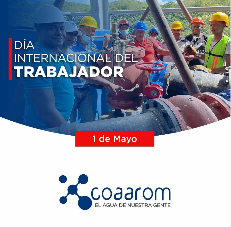 DÍA
INTERNACIONAL DEL
TRABAJADOR
1 de Mayo
coaarom
EL AGUA DE NUESTRA GENTE